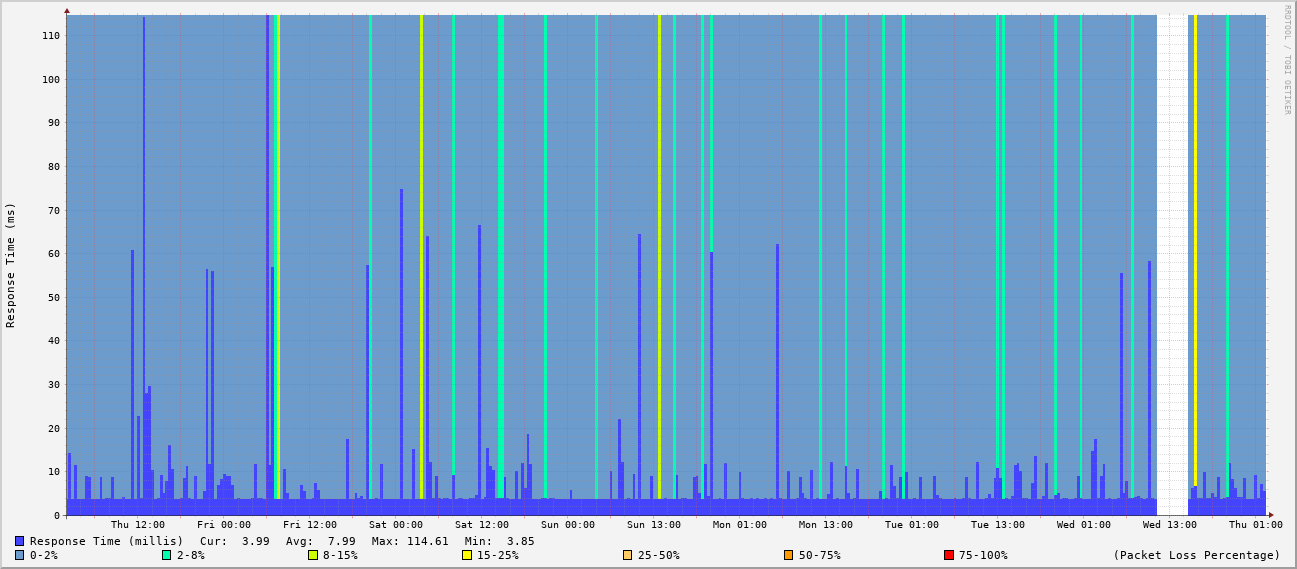 RRDTOOL / TOBI OETIKER
Response Time (ms)
110
100
90
80
70
60
50
40
30
20
10
0
Thu 12:00 Fri 00:00 Fri 12:00 Sat 00:00 Sat 12:00 Sun 00:00 Sun 13:00 Mon 01:00 Mon 13:00 Tue 01:00 Tue 13:00 Wed 01:00 Wed 13:00 Thu 01:00
Response Time (millis) Cur: 3.99 Avg: 7.99 Max: 114.61 Min: 3.85
0-2% 2-8% 8-15% 15-25% 25-50% 50-75% 75-100% (Packet Loss Percentage)